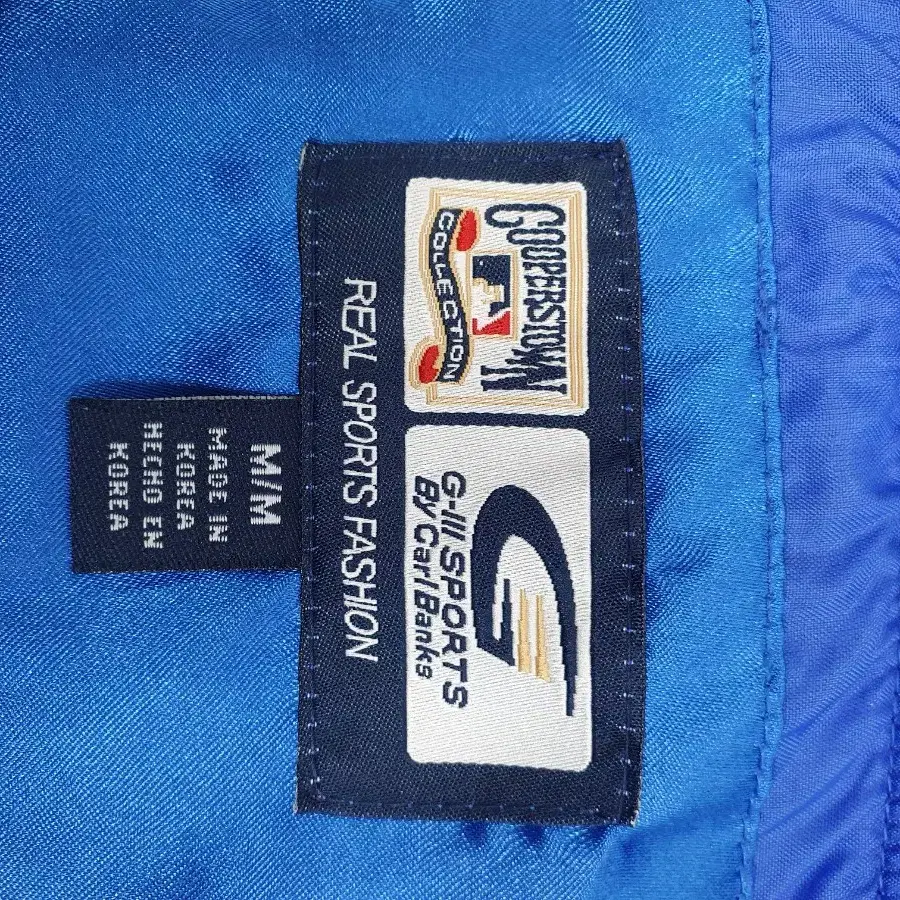 COOPERSTOWN
COLLECTION
G-III SPORTS
By Carl Banks
REAL SPORTS FASHION
M/M
MADE IN
KOREA
HECHO EN
KOREA